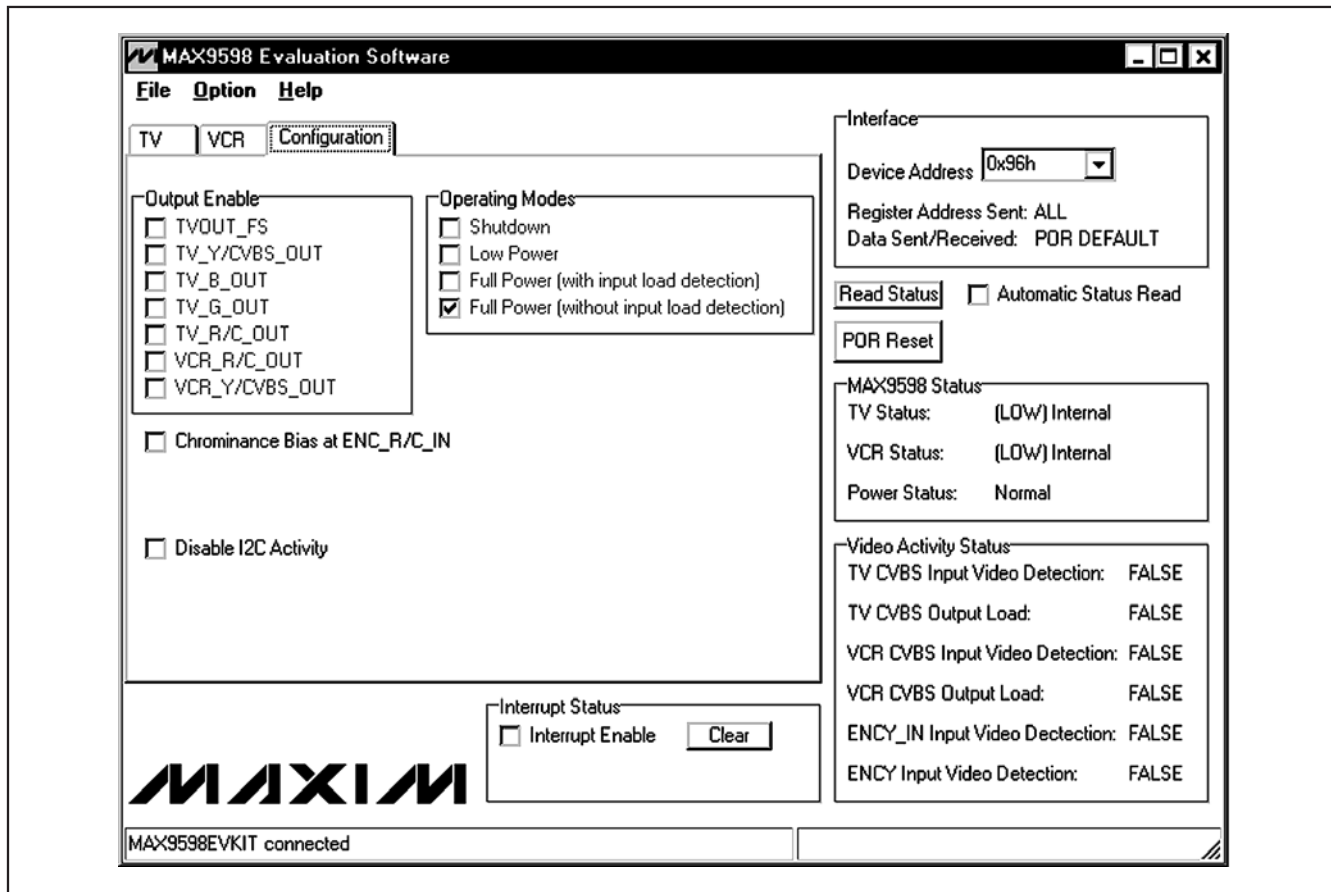 MAX9598 Evaluation Software
File Option Help
TV VCR Configuration
Output Enable
TVOUT_FS
TV_Y/CVBS_OUT
TV_B_OUT
TV_G_OUT
TV_R/C_OUT
VCR_R/C_OUT
VCR_Y/CVBS_OUT
Operating Modes
Shutdown
Low Power
Full Power (with input load detection)
Full Power (without input load detection)
Chrominance Bias at ENC_R/C_IN
Disable I2C Activity
Interface
Device Address 0x96h
Register Address Sent: ALL
Data Sent/Received: POR DEFAULT
Read Status Automatic Status Read
POR Reset
MAX9598 Status
TV Status: (LOW) Internal
VCR Status: (LOW) Internal
Power Status: Normal
Video Activity Status
TV CVBS Input Video Detection: FALSE
TV CVBS Output Load: FALSE
VCR CVBS Input Video Detection: FALSE
VCR CVBS Output Load: FALSE
ENCY_IN Input Video Dectection: FALSE
ENCY Input Video Detection: FALSE
Interrupt Status
Interrupt Enable Clear
MAXIM
MAX9598EVKIT connected